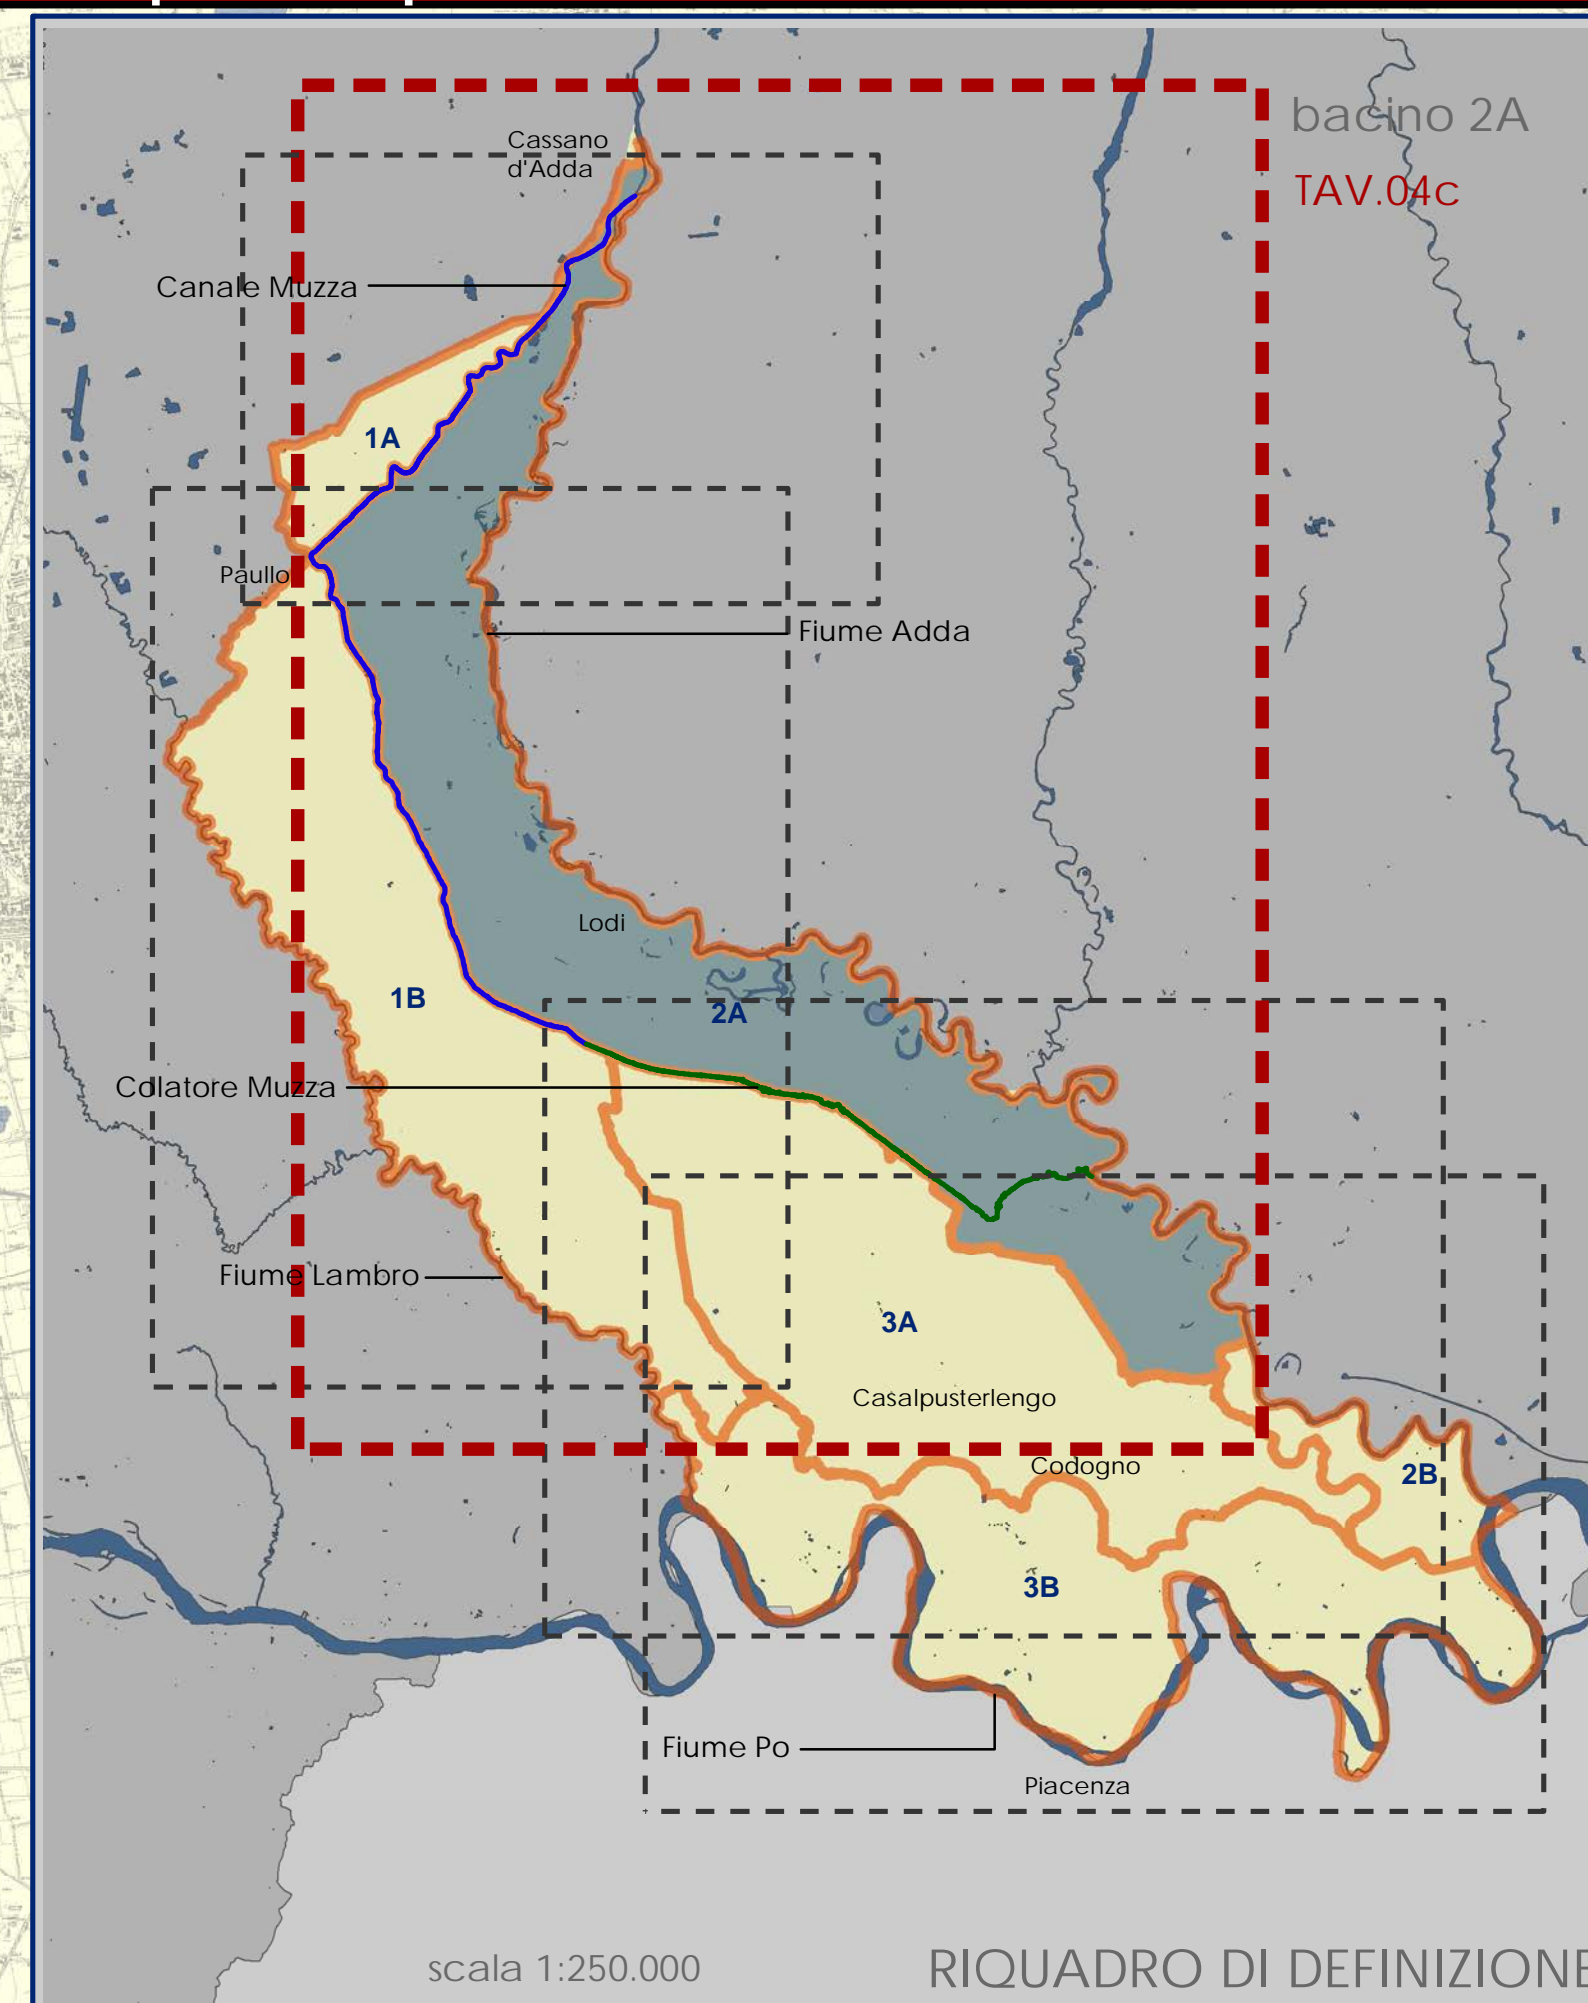 bacino 2A
TAV.04c
Cassano
d'Adda
Canale Muzza
1A
Paullo
Fiume Adda
Lodi
1B
2A
Colatore Muzza
Fiume Lambro
3A
Casalpusterlengo
Codogno
2B
3B
Fiume Po
Piacenza
scala 1:250.000
RIQUADRO DI DEFINIZIONE